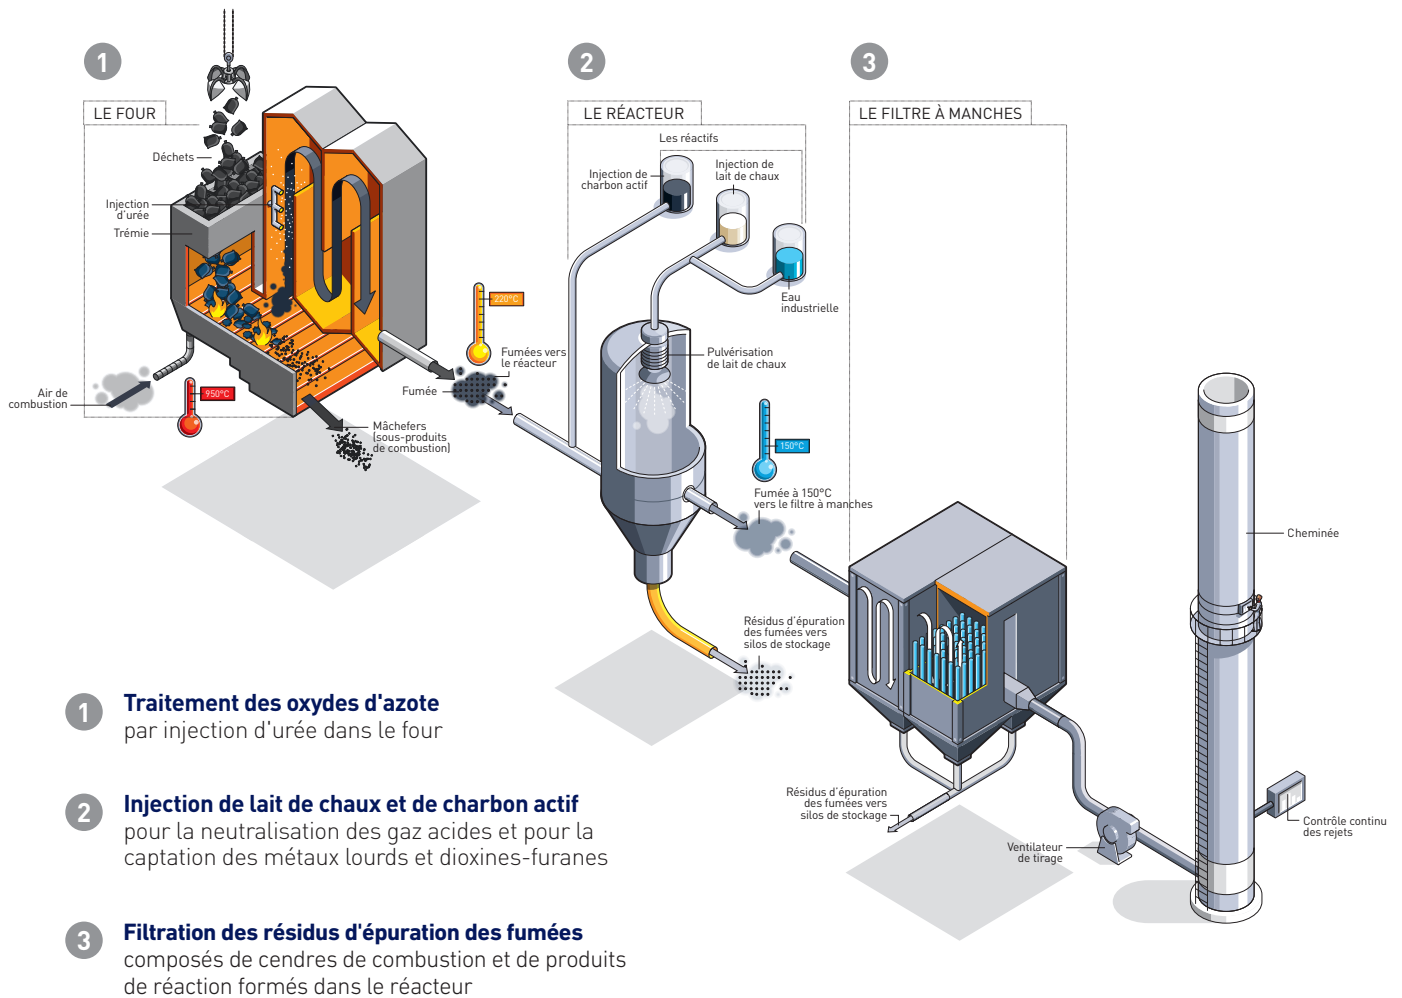 1
LE FOUR
Déchets
Injection
d'urée
Trémie
Air de
combustion
950°C
Mâchefers
(sous-produits
de combustion)
220°C
Fumées vers
le réacteur
Fumée
2
LE RÉACTEUR
Les réactifs
Injection de
charbon actif
Injection de
lait de chaux
Eau
industrielle
Pulvérisation
de lait de chaux
150°C
Fumée à 150°C
vers le filtre à manches
Résidus d'épuration
des fumées vers
silos de stockage
3
LE FILTRE À MANCHES
Résidus d'épuration
des fumées vers
silos de stockage
Ventilateur
de tirage
Cheminée
Contrôle continu
des rejets
1
Traitement des oxydes d'azote
par injection d'urée dans le four
2
Injection de lait de chaux et de charbon actif
pour la neutralisation des gaz acides et pour la
captation des métaux lourds et dioxines-furanes
3
Filtration des résidus d'épuration des fumées
composés de cendres de combustion et de produits
de réaction formés dans le réacteur